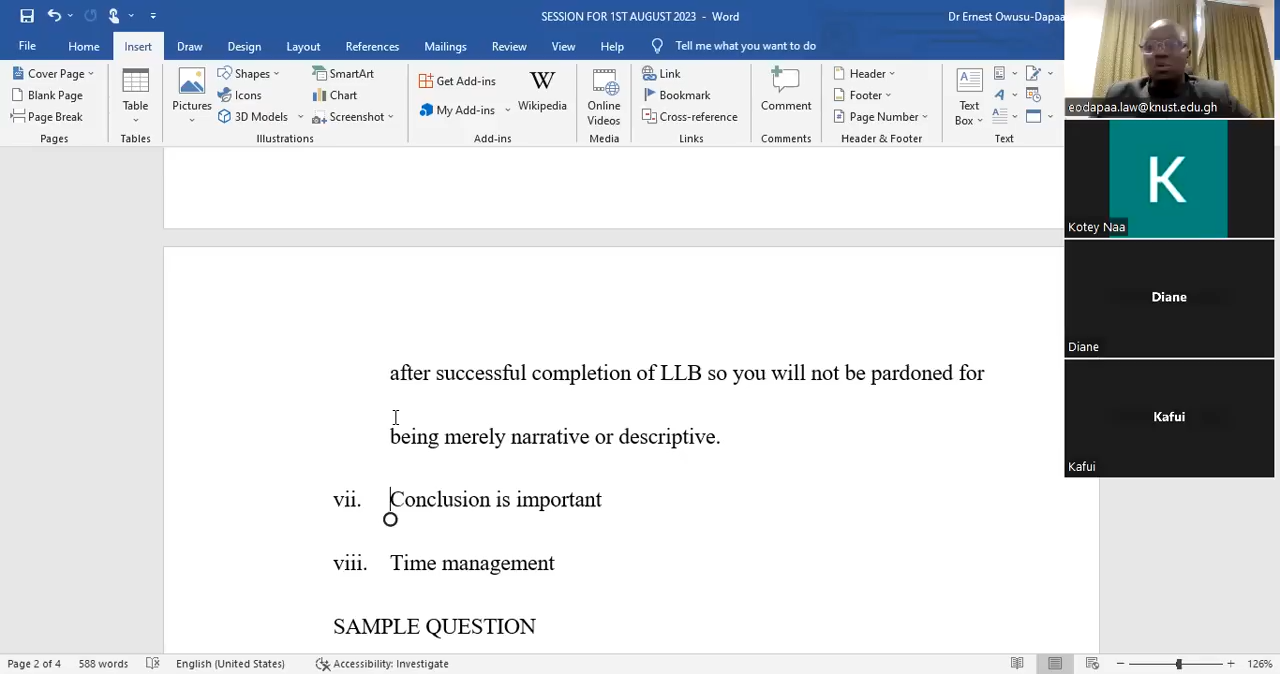 SESSION FOR 1ST AUGUST 2023 - Word
Dr Ernest Owusu-Dapaa
File Home Insert Draw Design Layout References Mailings Review View Help Tell me what you want to do
Cover Page
Blank Page
Page Break
Pages
Table
Tables
Pictures
Shapes
Icons
3D Models
SmartArt
Chart
Screenshot
Illustrations
Get Add-ins
My Add-ins
Wikipedia
Add-ins
Online
Videos
Media
Link
Bookmark
Cross-reference
Links
Comment
Comments
Header
Footer
Page Number
Header & Footer
Text
Box
Text
eodapaa.law@knust.edu.gh
K
Kotey Naa
Diane
Diane
Kafui
Kafui
after successful completion of LLB so you will not be pardoned for
being merely narrative or descriptive.
vii. Conclusion is important
viii. Time management
SAMPLE QUESTION
Page 2 of 4 588 words English (United States) Accessibility: Investigate 126%